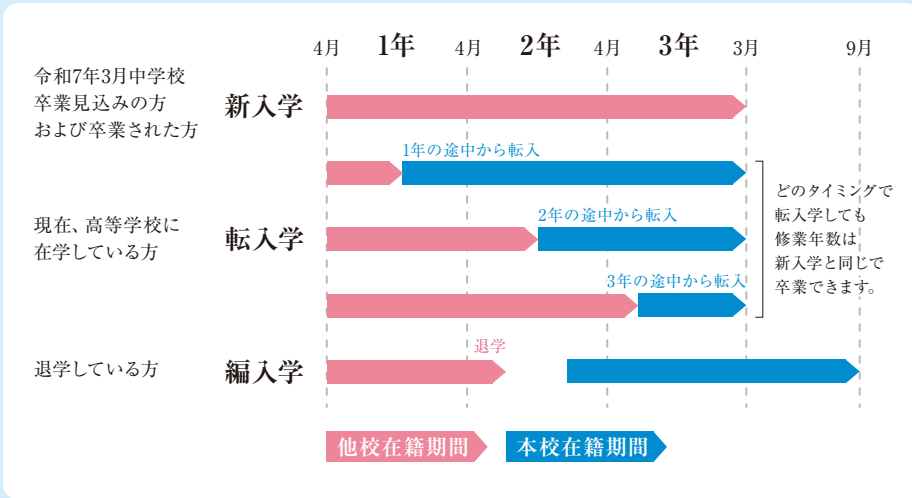 4月 1年 4月 2年 4月 3年 3月 9月
令和7年3月中学校
卒業見込みの方
および卒業された方
新入学
1年の途中から転入
現在、高等学校に
在学している方
転入学
2年の途中から転入
3年の途中から転入
どのタイミングで
転入学しても
修業年数は
新入学と同じで
卒業できます。
退学している方
編入学
退学
他校在籍期間
本校在籍期間